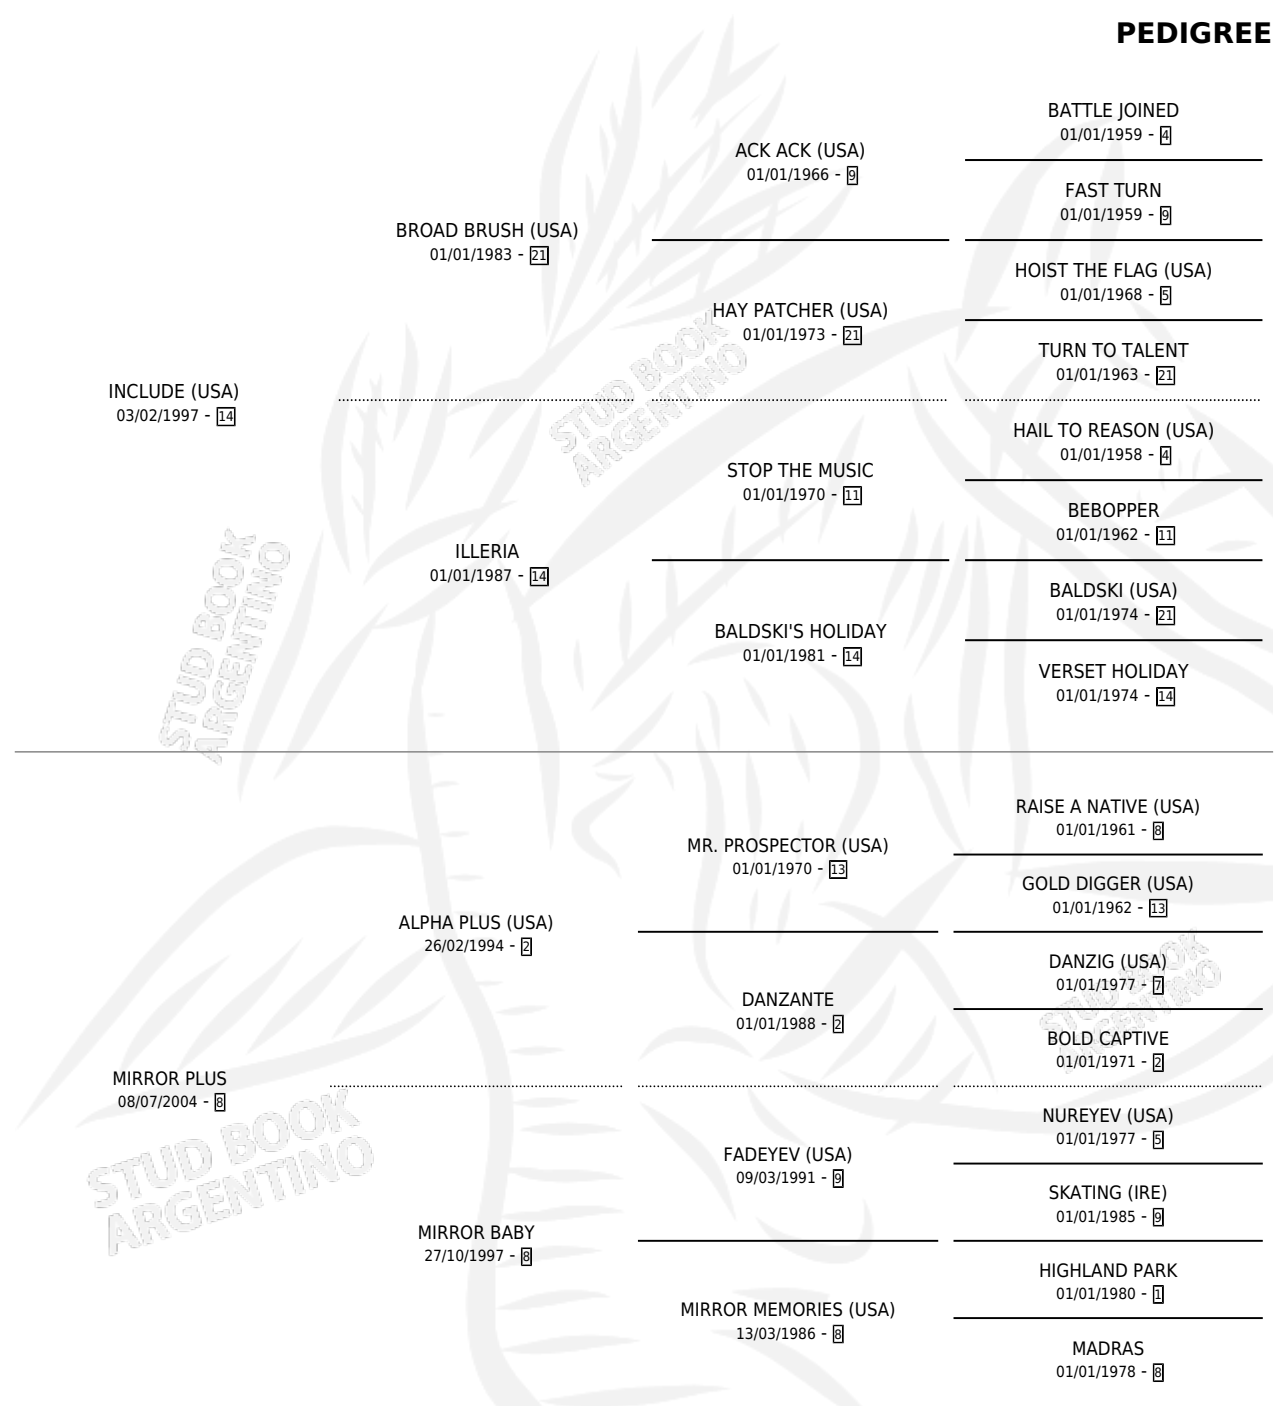 PEDIGREE
BATTLE JOINED
01/01/1959 - 4
ACK ACK (USA)
01/01/1966 - 9
FAST TURN
01/01/1959 - 9
BROAD BRUSH (USA)
01/01/1983 - 21
HOIST THE FLAG (USA)
01/01/1968 - 5
HAY PATCHER (USA)
01/01/1973 - 21
TURN TO TALENT
01/01/1963 - 21
INCLUDE (USA)
03/02/1997 - 14
HAIL TO REASON (USA)
01/01/1958 - 4
STOP THE MUSIC
01/01/1970 - 11
BEBOPPER
01/01/1962 - 11
ILLERIA
01/01/1987 - 14
BALDSKI (USA)
01/01/1974 - 21
BALDSKI'S HOLIDAY
01/01/1981 - 14
VERSET HOLIDAY
01/01/1974 - 14
RAISE A NATIVE (USA)
01/01/1961 - 8
MR. PROSPECTOR (USA)
01/01/1970 - 13
GOLD DIGGER (USA)
01/01/1962 - 13
ALPHA PLUS (USA)
26/02/1994 - 2
DANZIG (USA)
01/01/1977 - 7
DANZANTE
01/01/1988 - 2
BOLD CAPTIVE
01/01/1971 - 2
MIRROR PLUS
08/07/2004 - 8
NUREYEV (USA)
01/01/1977 - 5
FADEYEV (USA)
09/03/1991 - 9
SKATING (IRE)
01/01/1985 - 9
MIRROR BABY
27/10/1997 - 8
HIGHLAND PARK
01/01/1980 - 1
MIRROR MEMORIES (USA)
13/03/1986 - 8
MADRAS
01/01/1978 - 8
STUD BOOK
ARGENTINO
STUD BOOK
ARGENTINO
STUD BOOK
ARGENTINO
STUD BOOK
ARGENTINO